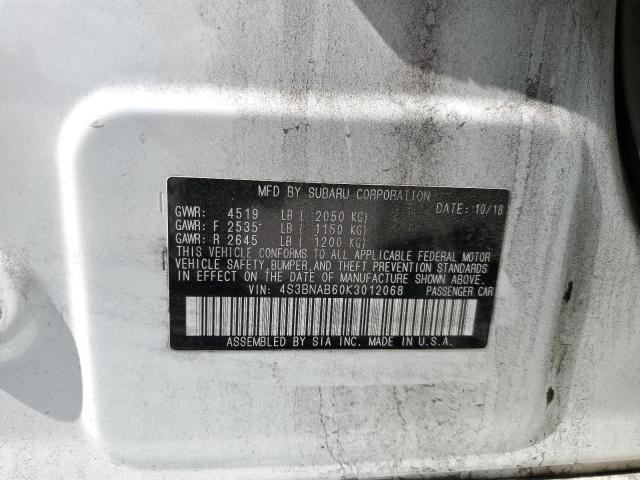 MFD BY SUBARU CORPORATION
DATE: 10/18
GVWR: 4519 LB ( 2050 KG)
GAWR: F 2535 LB ( 1150 KG)
GAWR: R 2645 LB ( 1200 KG)
THIS VEHICLE CONFORMS TO ALL APPLICABLE FEDERAL MOTOR
VEHICLE SAFETY, BUMPER, AND THEFT PREVENTION STANDARDS
IN EFFECT ON THE DATE OF MANUFACTURE SHOWN ABOVE.
VIN: 4S3BNAB60K3012068 PASSENGER CAR
ASSEMBLED BY SIA INC. MADE IN U.S.A.